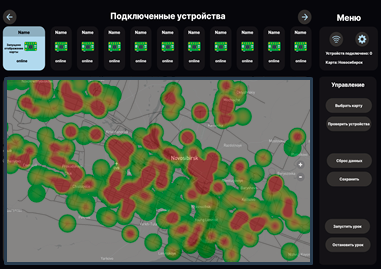 Подключенные устройства
Меню
Name Name Name Name Name Name Name Name Name Name
Запущено
отображение
карты
online online online online online online online online online online
Устройств подключено: 0
Карта: Новосибирск
Управление
Выбрать карту
Проверить устройства
Сброс данных
Сохранить
Запустить урок
Остановить урок
Novosibirsk